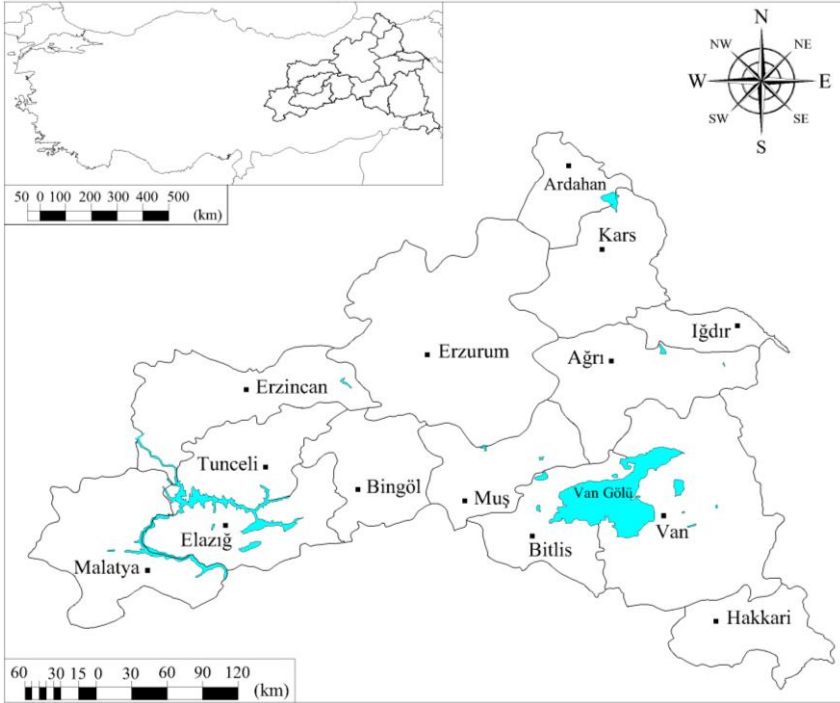 N
NW NE
W E
SW SE
S
50 0 100 200 300 400 500
(km)
Ardahan
Kars
Iğdır
Erzurum
Ağrı
Erzincan
Tunceli
Bingöl
Muş
Van Gölü
Elazığ
Van
Bitlis
Malatya
Hakkari
60 30 15 0 30 60 90 120
(km)